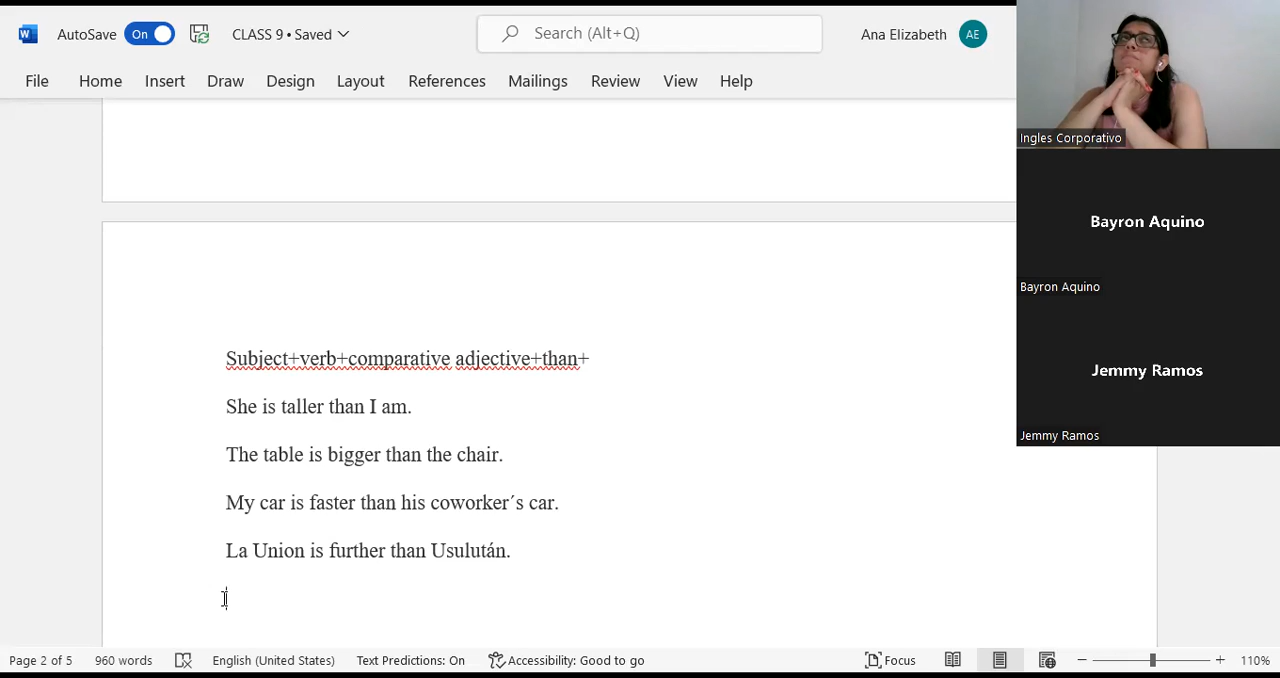 AutoSave On CLASS 9 • Saved Search (Alt+Q) Ana Elizabeth AE
File Home Insert Draw Design Layout References Mailings Review View Help
Ingles Corporativo
Bayron Aquino
Bayron Aquino
Jemmy Ramos
Jemmy Ramos
Subject+verb+comparative adjective+than+
She is taller than I am.
The table is bigger than the chair.
My car is faster than his coworker´s car.
La Union is further than Usulután.
Page 2 of 5 960 words English (United States) Text Predictions: On Accessibility: Good to go Focus 110%